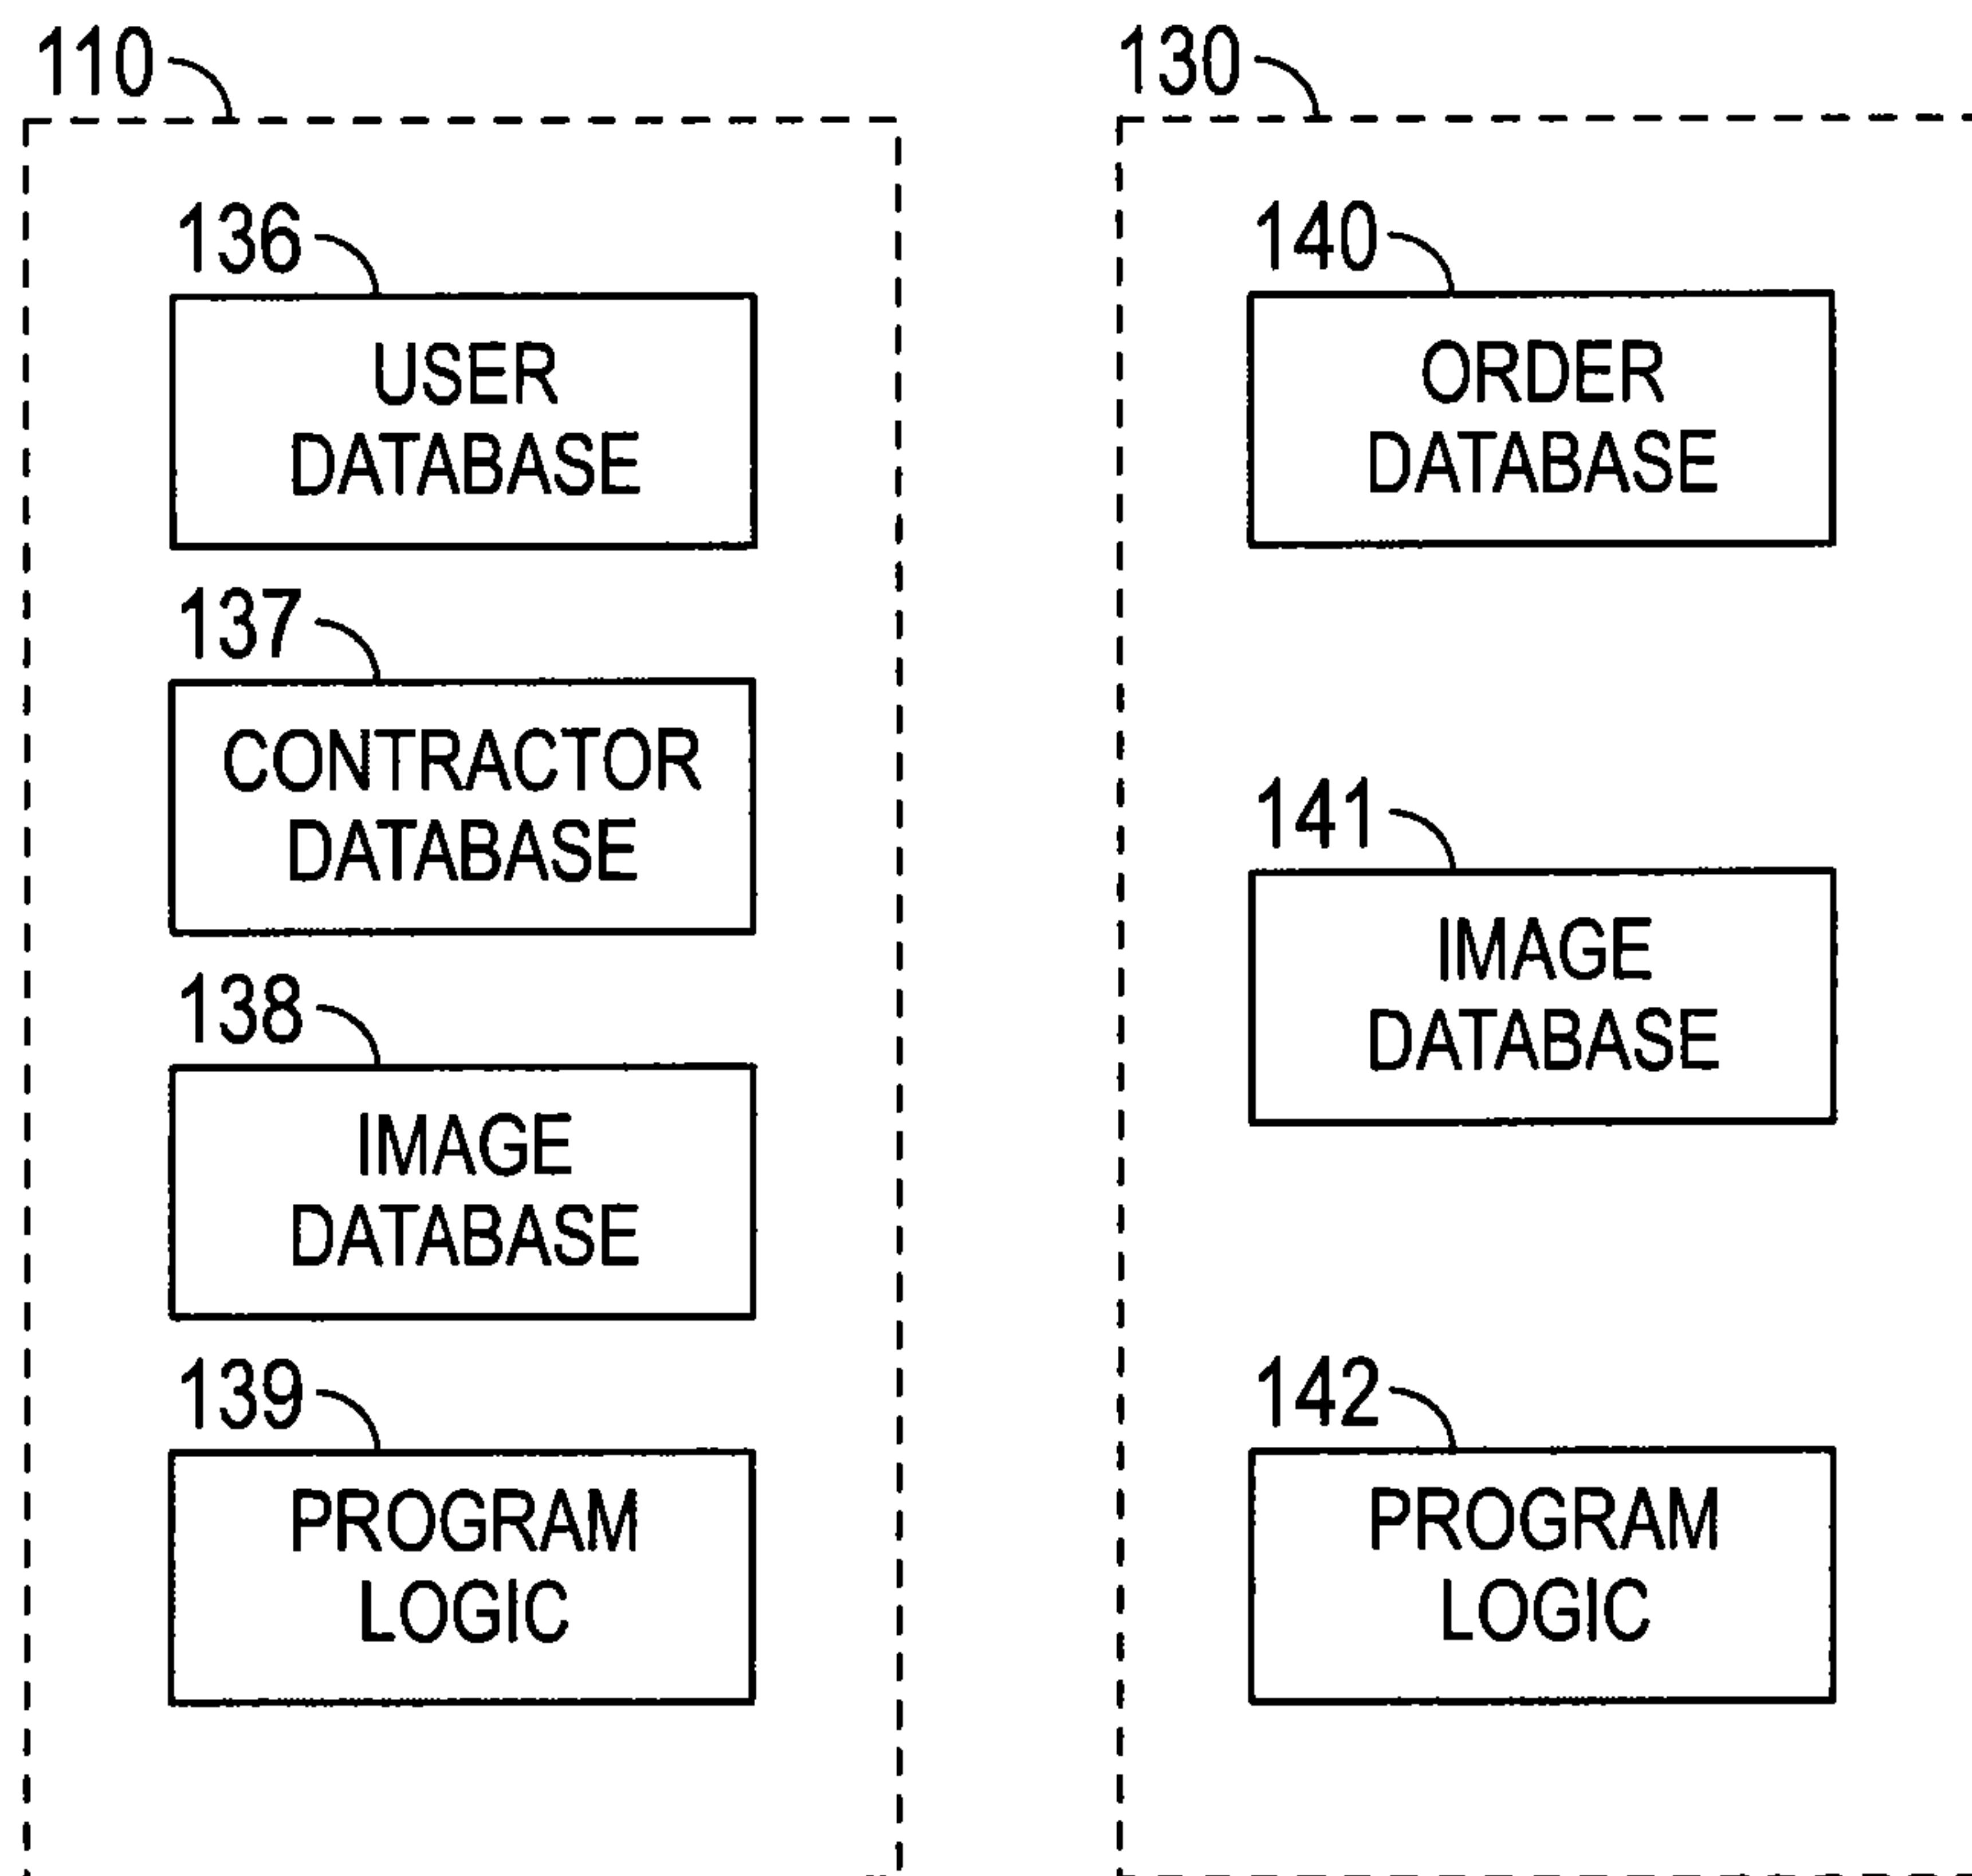 110
136
USER
DATABASE
137
CONTRACTOR
DATABASE
138
IMAGE
DATABASE
139
PROGRAM
LOGIC
130
140
ORDER
DATABASE
141
IMAGE
DATABASE
142
PROGRAM
LOGIC